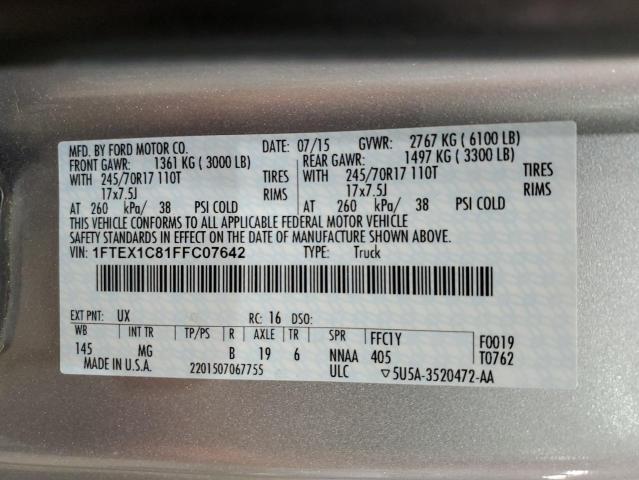 MFD. BY FORD MOTOR CO. DATE: 07/15 GVWR: 2767 KG ( 6100 LB)
FRONT GAWR: 1361 KG ( 3000 LB) REAR GAWR: 1497 KG ( 3300 LB)
WITH 245/70R17 110T TIRES WITH 245/70R17 110T TIRES
17x7.5J RIMS 17x7.5J RIMS
AT 260 kPa/ 38 PSI COLD AT 260 kPa/ 38 PSI COLD
THIS VEHICLE CONFORMS TO ALL APPLICABLE FEDERAL MOTOR VEHICLE
SAFETY STANDARDS IN EFFECT ON THE DATE OF MANUFACTURE SHOWN ABOVE.
VIN: 1FTEX1C81FFC07642 TYPE: Truck
EXT PNT: UX RC: 16 DSO:
WB INT TR TP/PS R AXLE TR SPR FFC1Y F0019
145 MG B 19 6 NNAA 405 T0762
MADE IN U.S.A. 2201507067755 ULC ▽5U5A-3520472-AA